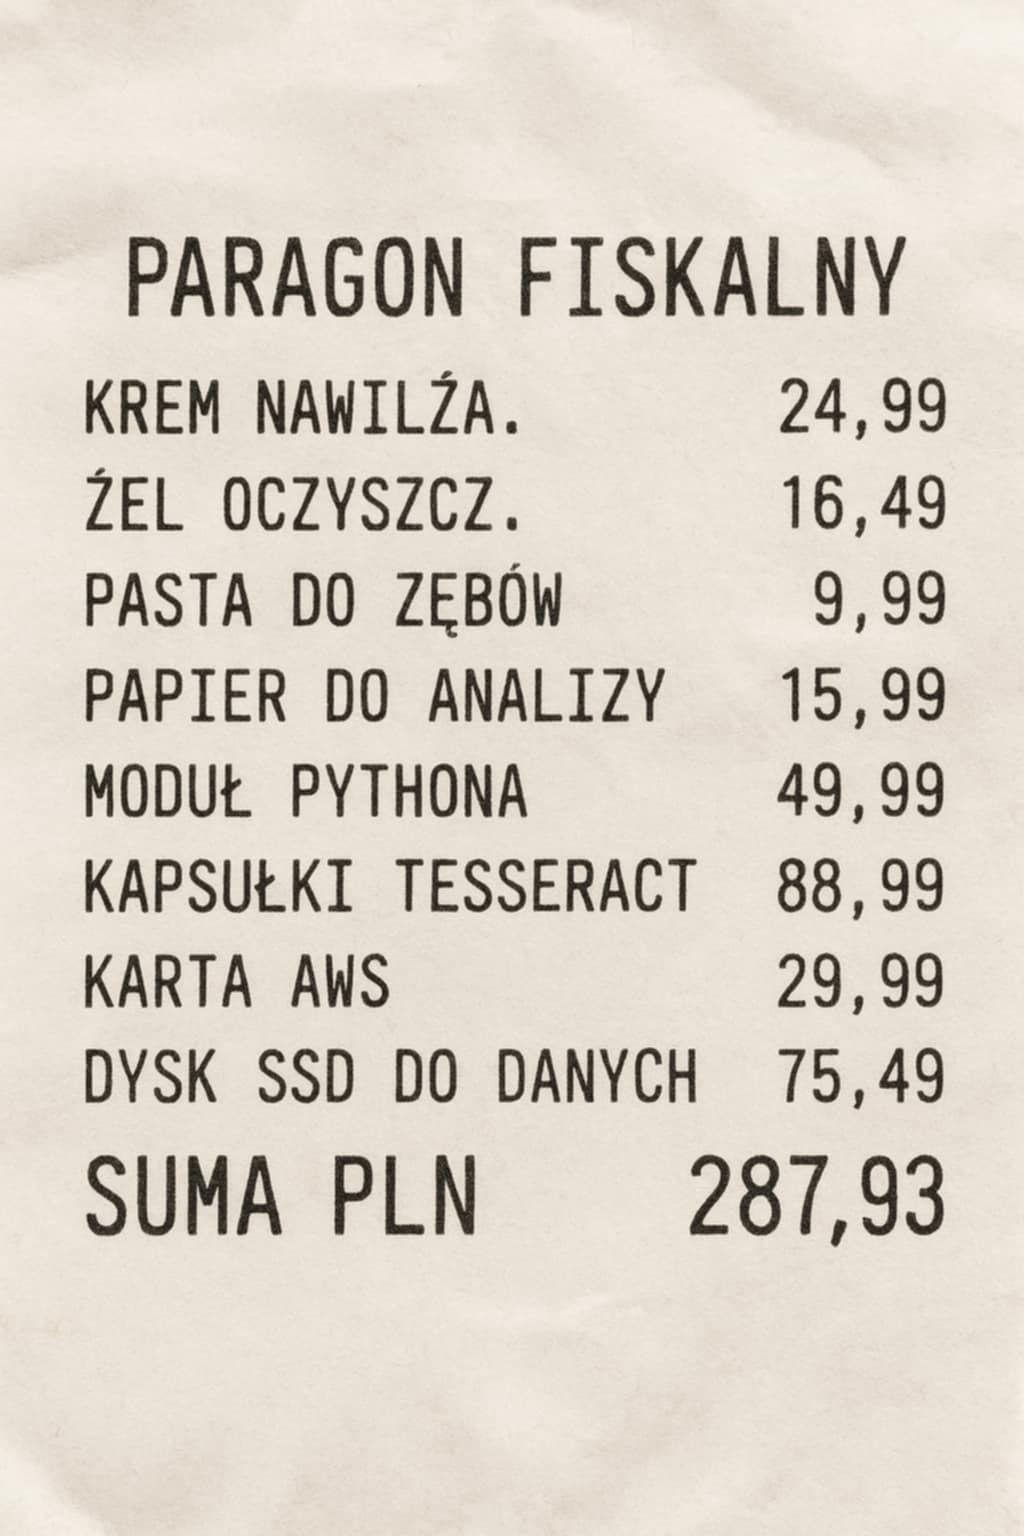 PARAGON FISKALNY
KREM NAWILŹA. 24,99
ŹEL OCZYSZCZ. 16,49
PASTA DO ZĘBÓW 9,99
PAPIER DO ANALIZY 15,99
MODUŁ PYTHONA 49,99
KAPSUŁKI TESSERACT 88,99
KARTA AWS 29,99
DYSK SSD DO DANYCH 75,49
SUMA PLN 287,93